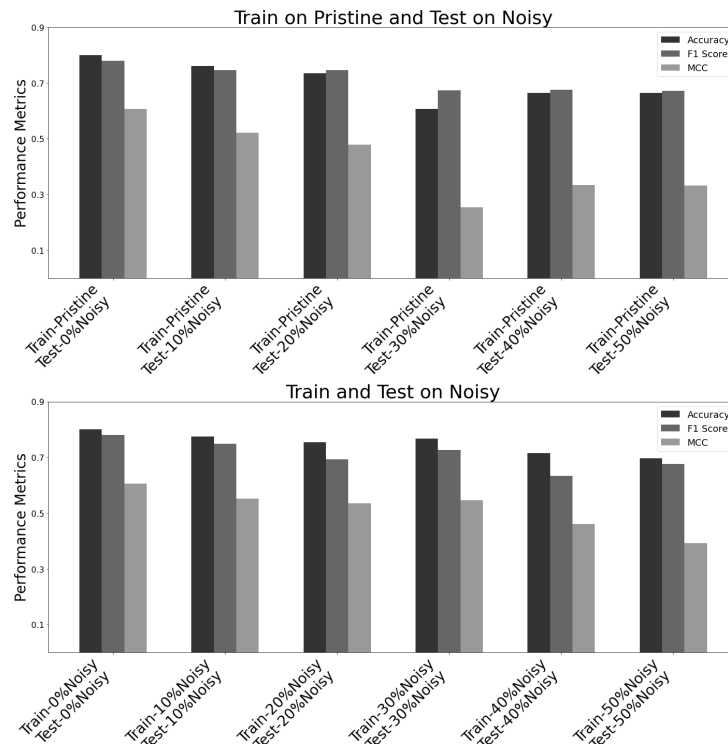 Train on Pristine and Test on Noisy
Performance Metrics
0.9
0.7
0.5
0.3
0.1
Accuracy
F1 Score
MCC
Train-Pristine
Test-0%Noisy
Train-Pristine
Test-10%Noisy
Train-Pristine
Test-20%Noisy
Train-Pristine
Test-30%Noisy
Train-Pristine
Test-40%Noisy
Train-Pristine
Test-50%Noisy
Train and Test on Noisy
Performance Metrics
0.9
0.7
0.5
0.3
0.1
Accuracy
F1 Score
MCC
Train-0%Noisy
Test-0%Noisy
Train-10%Noisy
Test-10%Noisy
Train-20%Noisy
Test-20%Noisy
Train-30%Noisy
Test-30%Noisy
Train-40%Noisy
Test-40%Noisy
Train-50%Noisy
Test-50%Noisy